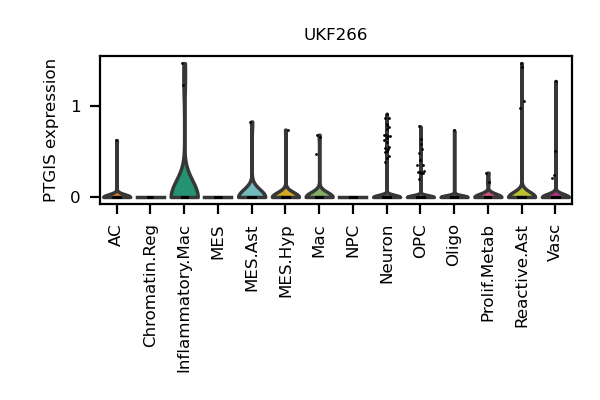 UKF266
PTGIS expression
1
0
AC
Chromatin.Reg
Inflammatory.Mac
MES
MES.Ast
MES.Hyp
Mac
NPC
Neuron
OPC
Oligo
Prolif.Metab
Reactive.Ast
Vasc